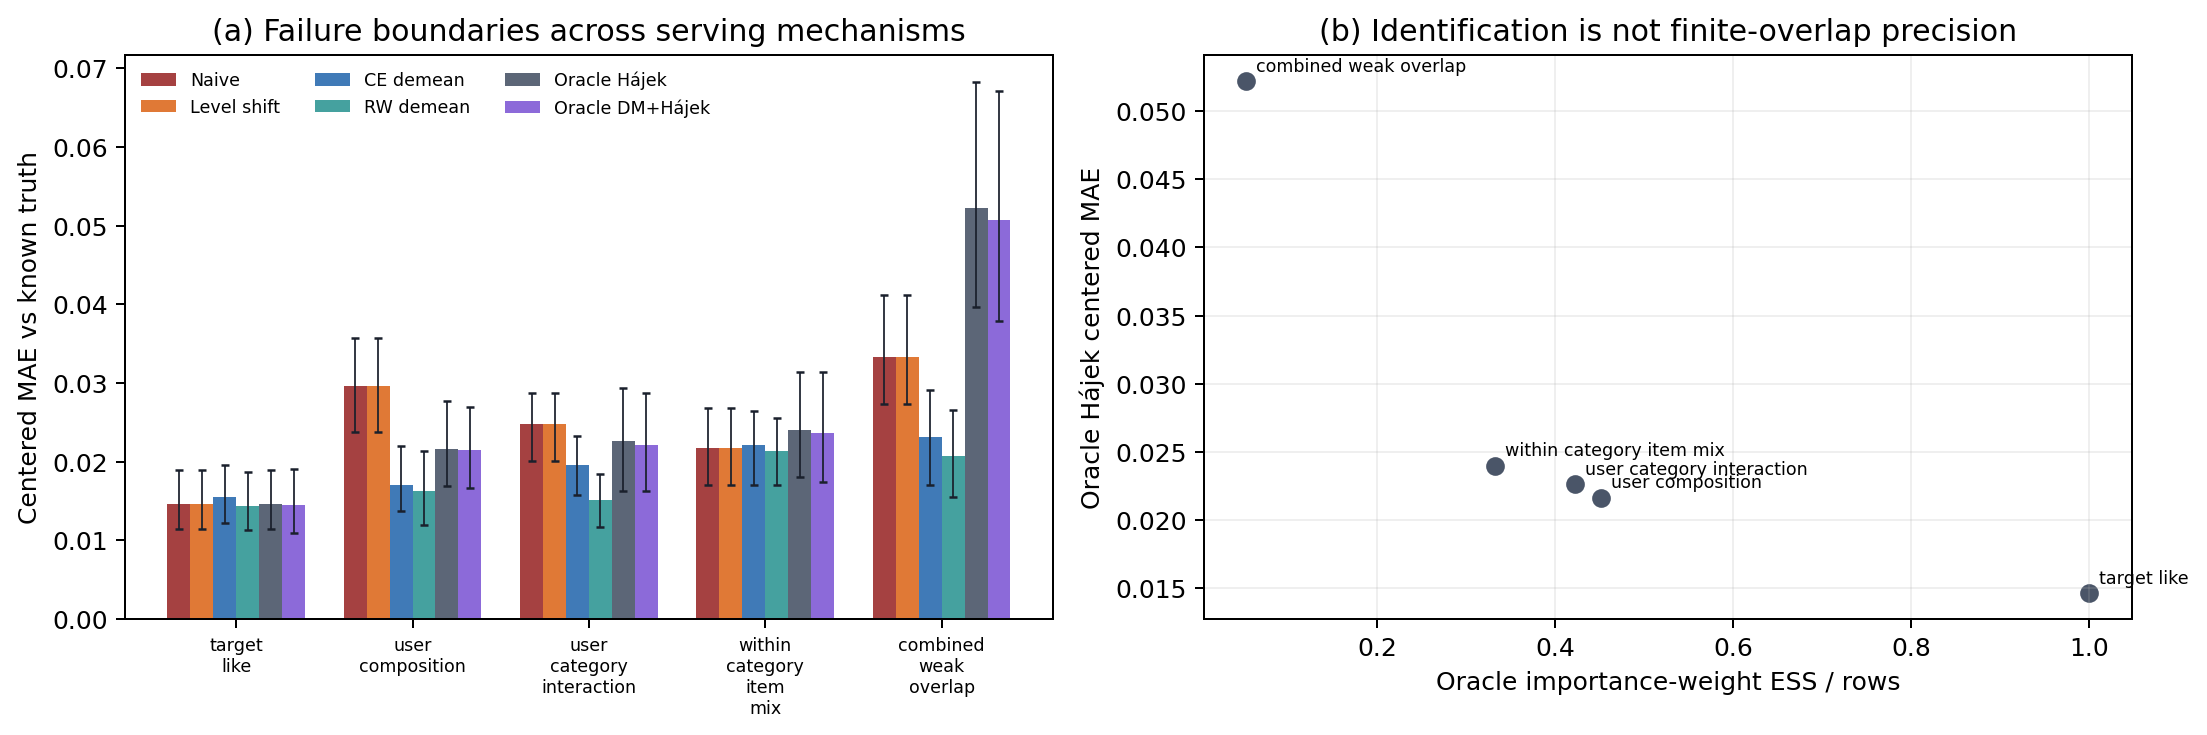 (a) Failure boundaries across serving mechanisms
Naive
Level shift
CE demean
RW demean
Oracle Hájek
Oracle DM+Hájek
Centered MAE vs known truth
0.07
0.06
0.05
0.04
0.03
0.02
0.01
0.00
target
like
user
composition
user
category
interaction
within
category
item
mix
combined
weak
overlap
(b) Identification is not finite-overlap precision
Oracle Hájek centered MAE
0.050
0.045
0.040
0.035
0.030
0.025
0.020
0.015
combined weak overlap
within category item mix
user category interaction
user composition
target like
0.2
0.4
0.6
0.8
1.0
Oracle importance-weight ESS / rows